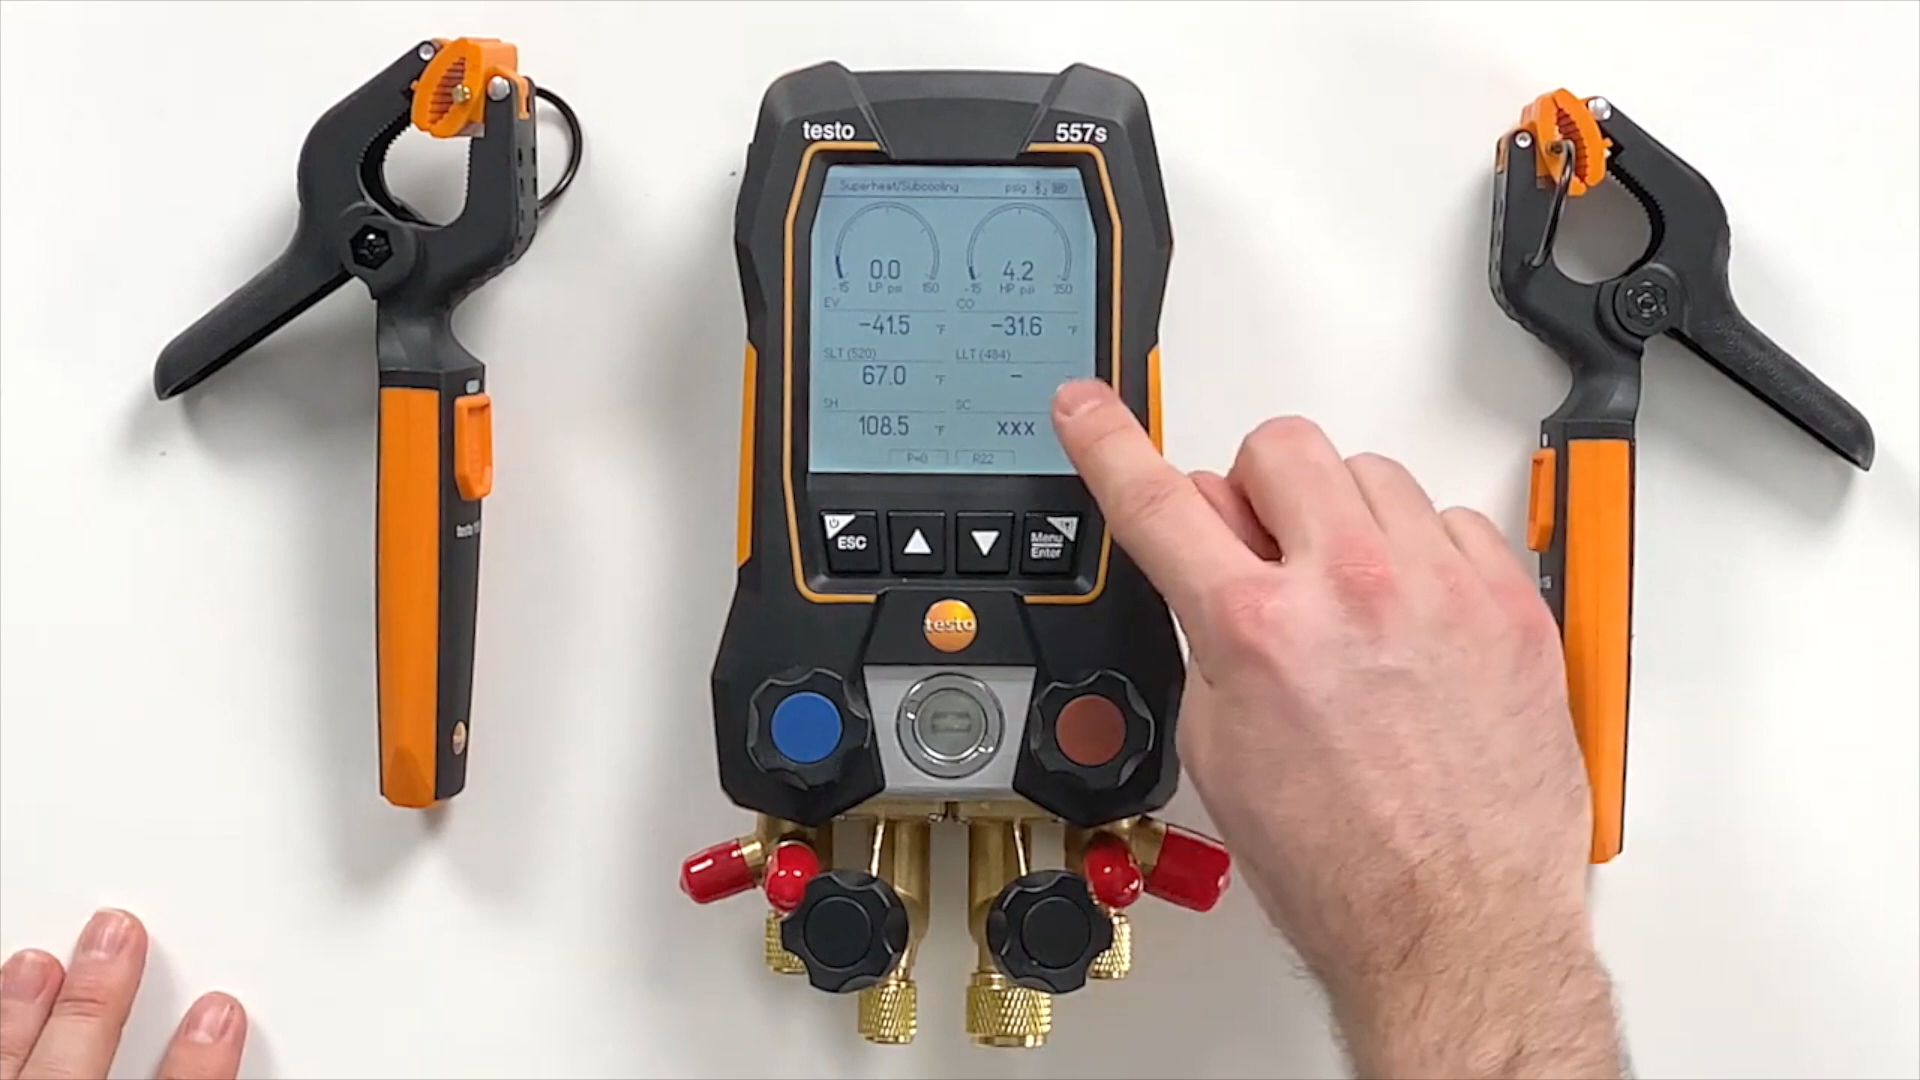 testo
557s
Superheat/Subcooling psig
0.0 4.2
-15 LP psi 150 -15 HP psi 350
EV CO
-41.5 °F -31.6 °F
SLT (520) LLT (484)
67.0 °F -
SH SC
108.5 °F xxx
P=0 R22
ESC
Menu
Enter
testo
testo